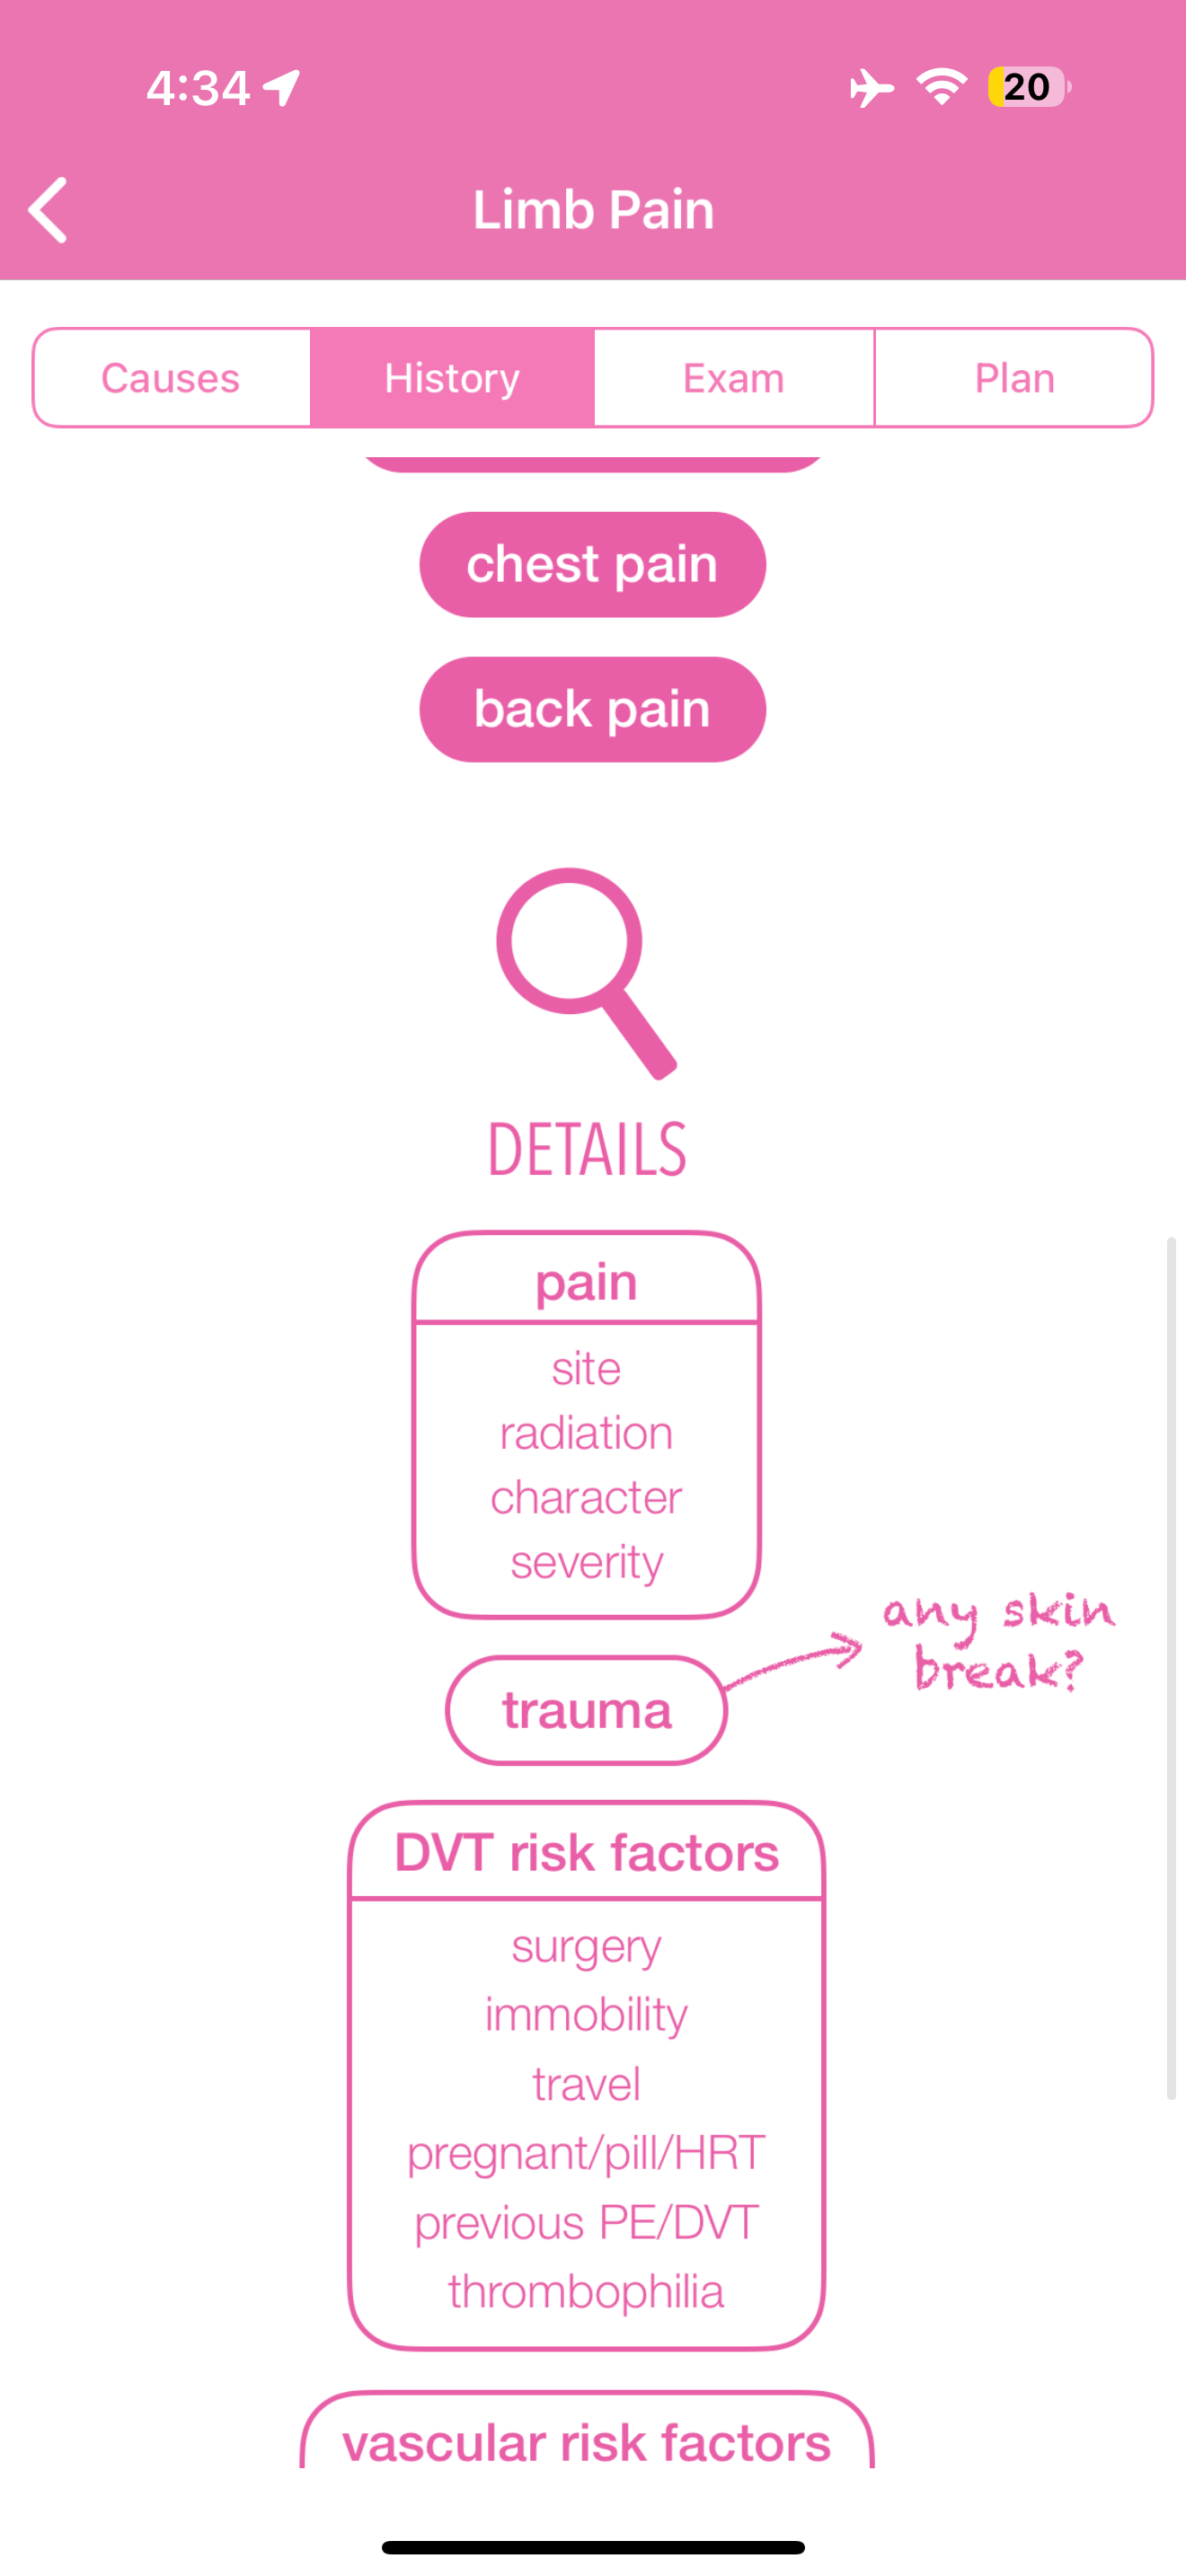 4:34
20
Limb Pain
Causes
History
Exam
Plan
chest pain
back pain
DETAILS
pain
site
radiation
character
severity
any skin
break?
trauma
DVT risk factors
surgery
immobility
travel
pregnant/pill/HRT
previous PE/DVT
thrombophilia
vascular risk factors